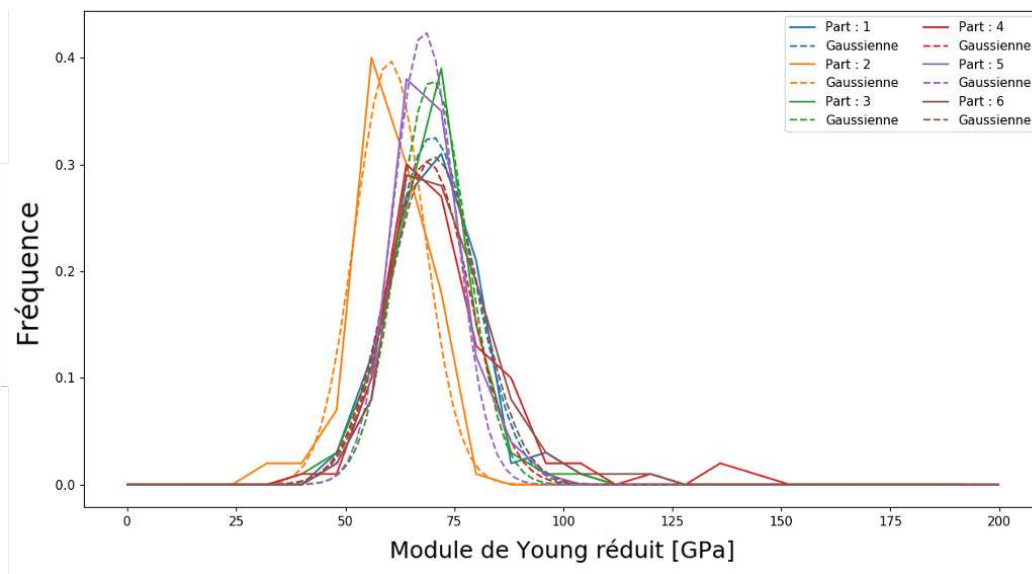 Part : 1
Gaussienne
Part : 2
Gaussienne
Part : 3
Gaussienne
Part : 4
Gaussienne
Part : 5
Gaussienne
Part : 6
Gaussienne
Fréquence
0.4
0.3
0.2
0.1
0.0
0 25 50 75 100 125 150 175 200
Module de Young réduit [GPa]